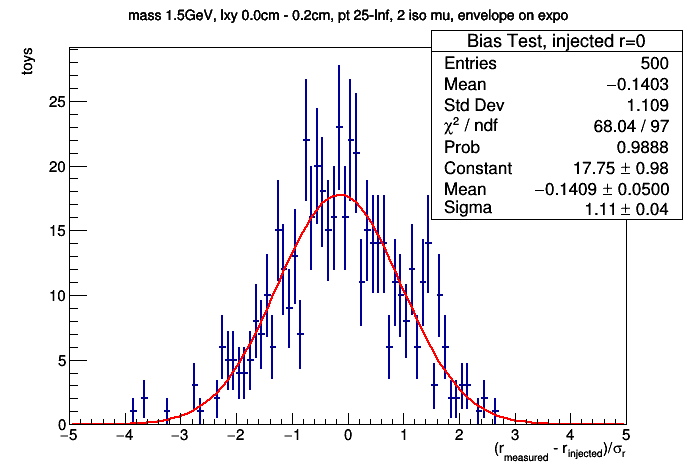 mass 1.5GeV, lxy 0.0cm - 0.2cm, pt 25-Inf, 2 iso mu, envelope on expo
toys
Bias Test, injected r=0
Entries 500
Mean −0.1403
Std Dev 1.109
χ² / ndf 68.04 / 97
Prob 0.9888
Constant 17.75 ± 0.98
Mean −0.1409 ± 0.0500
Sigma 1.11 ± 0.04
25
20
15
10
5
0
−5 −4 −3 −2 −1 0 1 2 3 4 5
(r_measured - r_injected)/σ_r